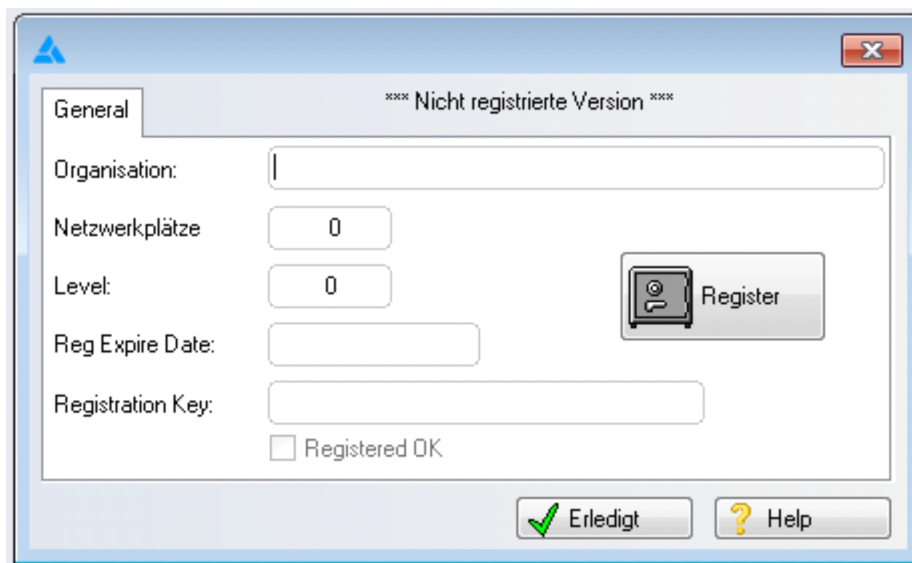 General
*** Nicht registrierte Version ***
Organisation:
Netzwerkplätze 0
Level: 0
Register
Reg Expire Date:
Registration Key:
Registered OK
Erledigt
Help